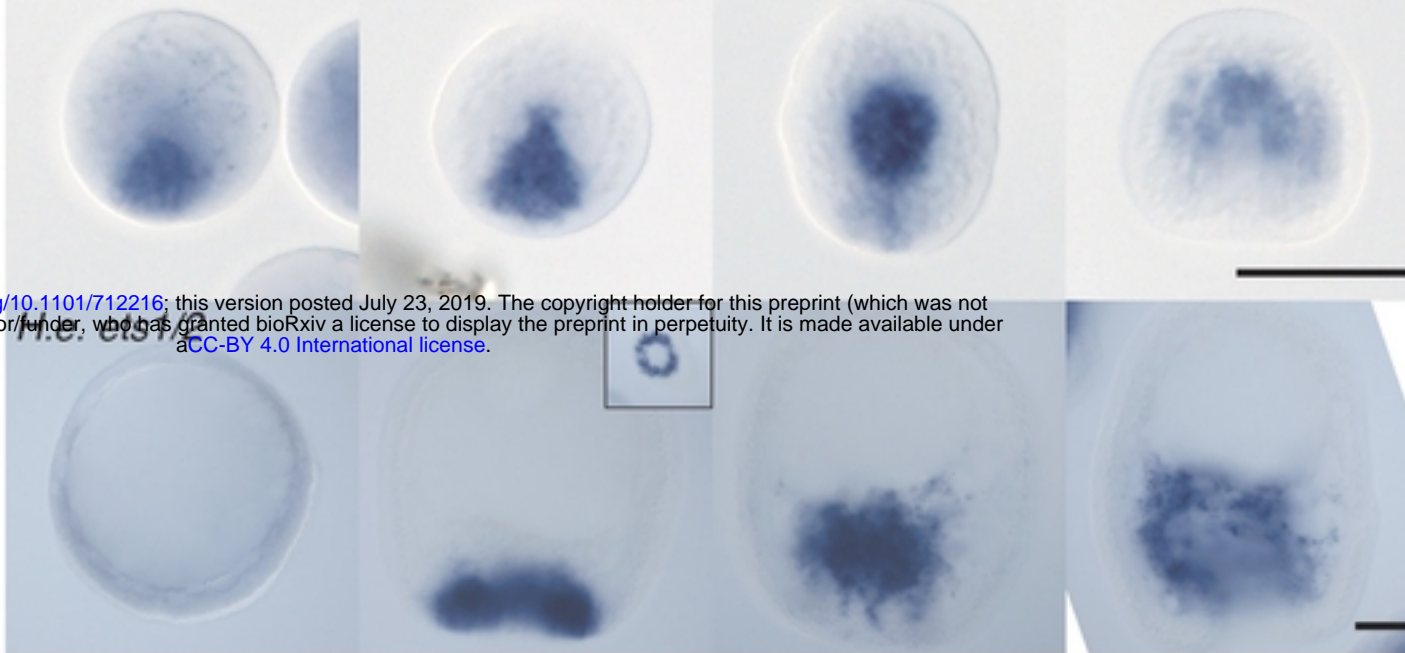 g/10.1101/712216; this version posted July 23, 2019. The copyright holder for this preprint (which was not
or/funder, who has granted bioRxiv a license to display the preprint in perpetuity. It is made available under
aCC-BY 4.0 International license.
H.e. ets1/2